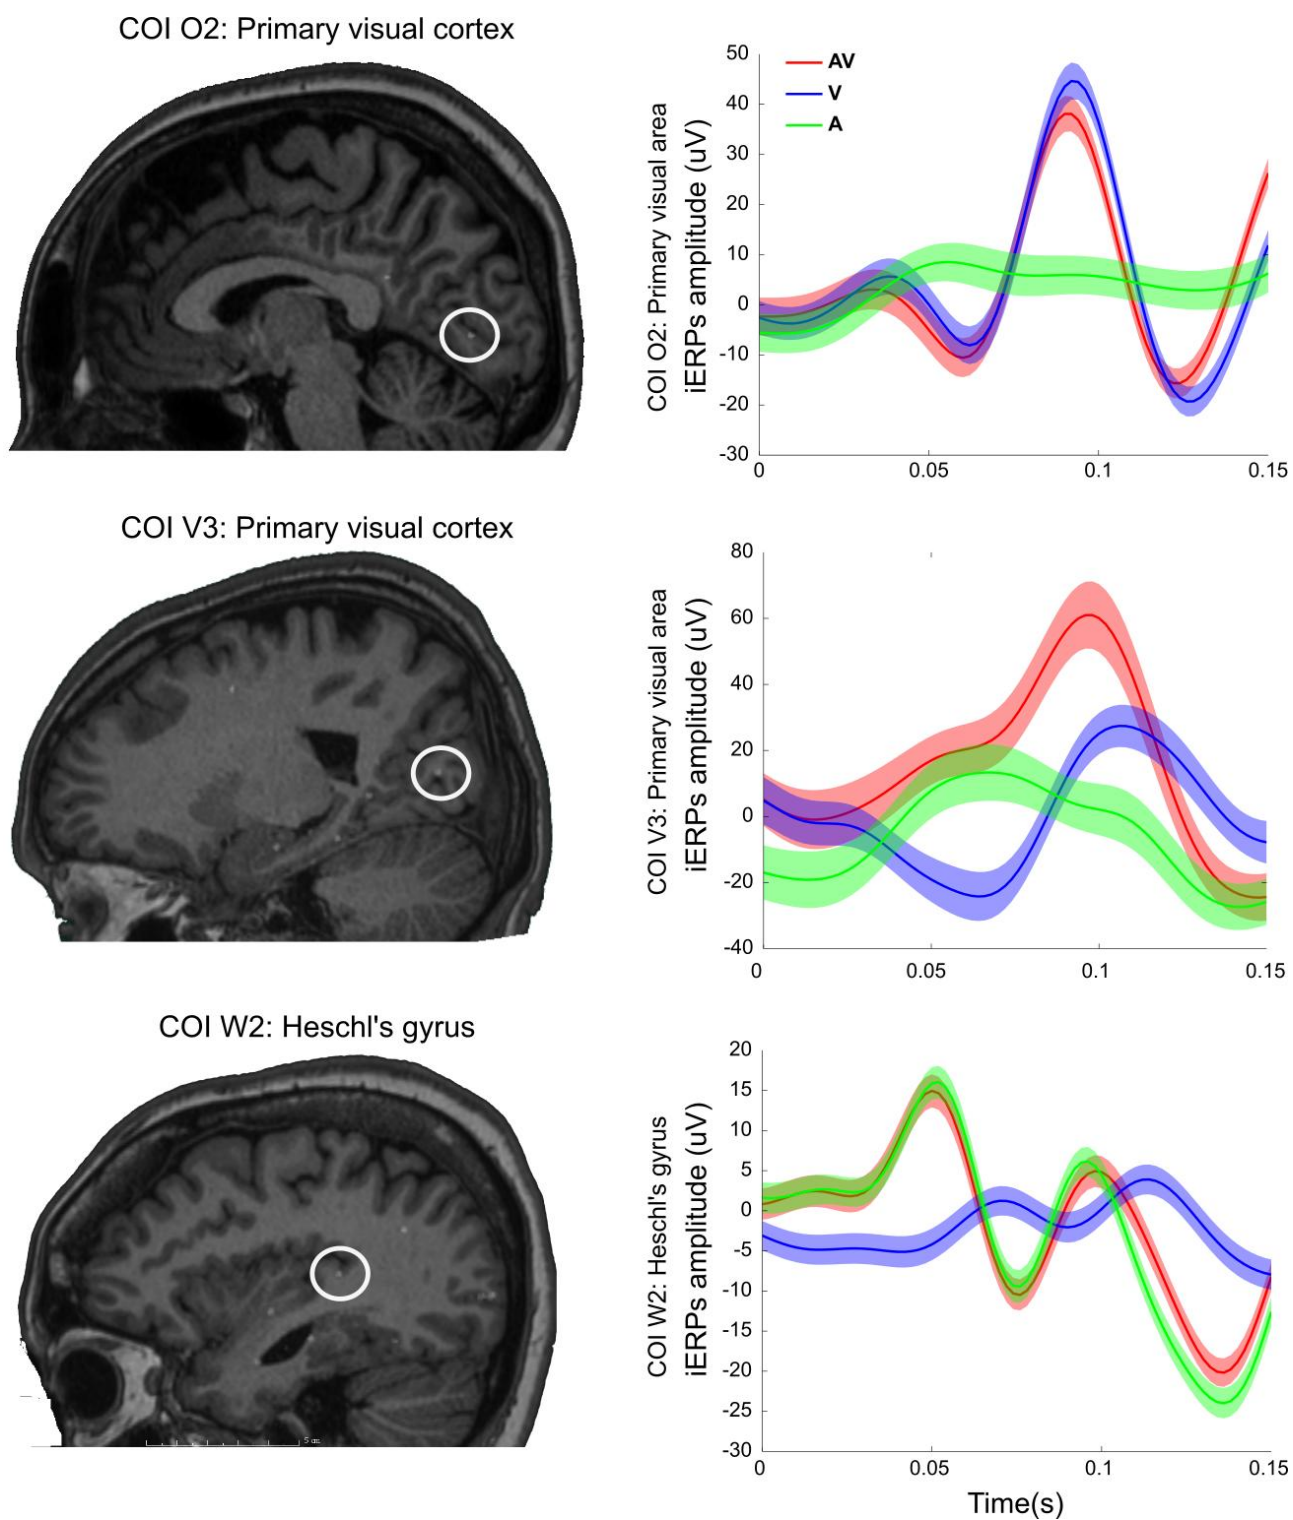 COI O2: Primary visual cortex
COI O2: Primary visual area
iERPs amplitude (uV)
50
40
30
20
10
0
-10
-20
-30
AV
V
A
0
0.05
0.1
0.15
COI V3: Primary visual cortex
COI V3: Primary visual area
iERPs amplitude (uV)
80
60
40
20
0
-20
-40
0
0.05
0.1
0.15
COI W2: Heschl's gyrus
5 cm
COI W2: Heschl's gyrus
iERPs amplitude (uV)
20
15
10
5
0
-5
-10
-15
-20
-25
-30
0
0.05
0.1
0.15
Time(s)